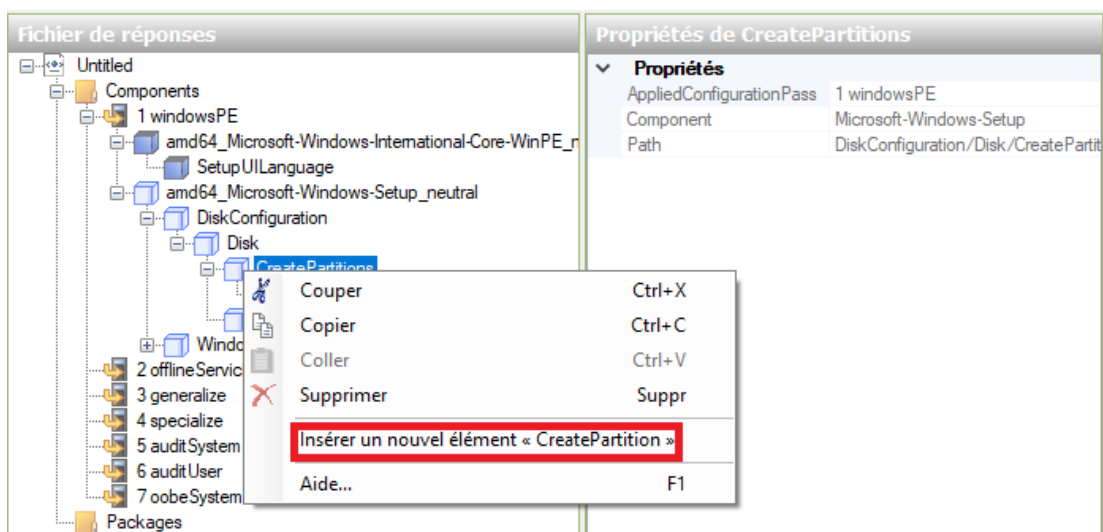 Fichier de réponses
Untitled
Components
1 windowsPE
amd64_Microsoft-Windows-International-Core-WinPE_n
SetupUILanguage
amd64_Microsoft-Windows-Setup_neutral
DiskConfiguration
Disk
CreatePartitions
Windo
2 offlineServic
3 generalize
4 specialize
5 auditSystem
6 auditUser
7 oobeSystem
Packages
Couper Ctrl+X
Copier Ctrl+C
Coller Ctrl+V
Supprimer Suppr
Insérer un nouvel élément « CreatePartition »
Aide... F1
Propriétés de CreatePartitions
Propriétés
AppliedConfigurationPass 1 windowsPE
Component Microsoft-Windows-Setup
Path DiskConfiguration/Disk/CreatePartit